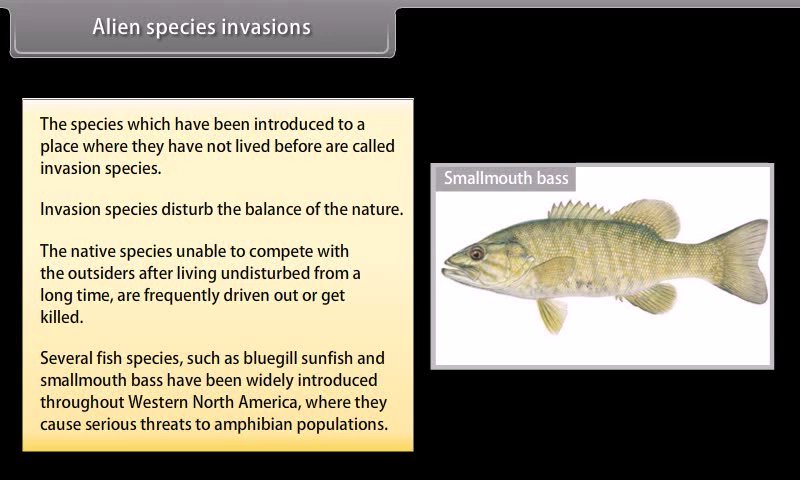 Alien species invasions
The species which have been introduced to a
place where they have not lived before are called
invasion species.
Invasion species disturb the balance of the nature.
The native species unable to compete with
the outsiders after living undisturbed from a
long time, are frequently driven out or get
killed.
Several fish species, such as bluegill sunfish and
smallmouth bass have been widely introduced
throughout Western North America, where they
cause serious threats to amphibian populations.
Smallmouth bass